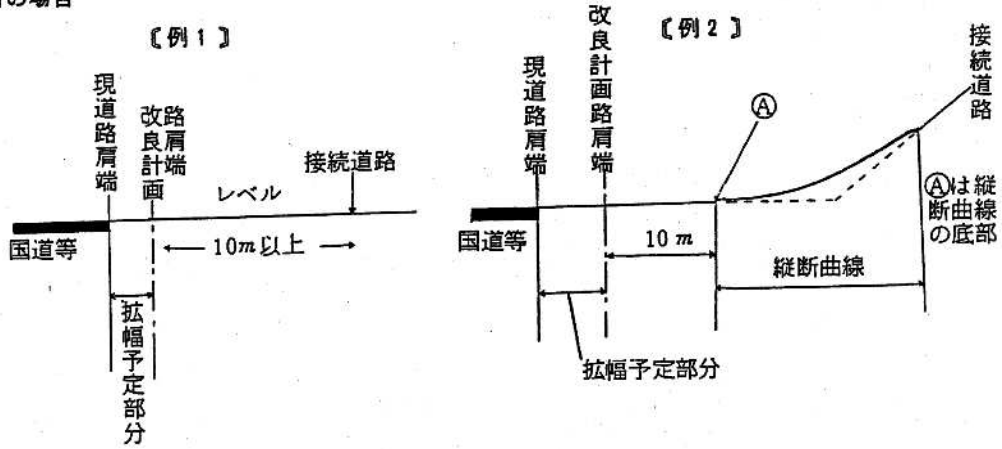 〔例1〕
現道路肩端
改良計画
路肩端
接続道路
レベル
国道等
10m以上
拡幅予定部分
〔例2〕
現道路肩端
改良計画路肩端
Ⓐ
接続道路
国道等
10m
縦断曲線
Ⓐは縦
断曲線
の底部
拡幅予定部分